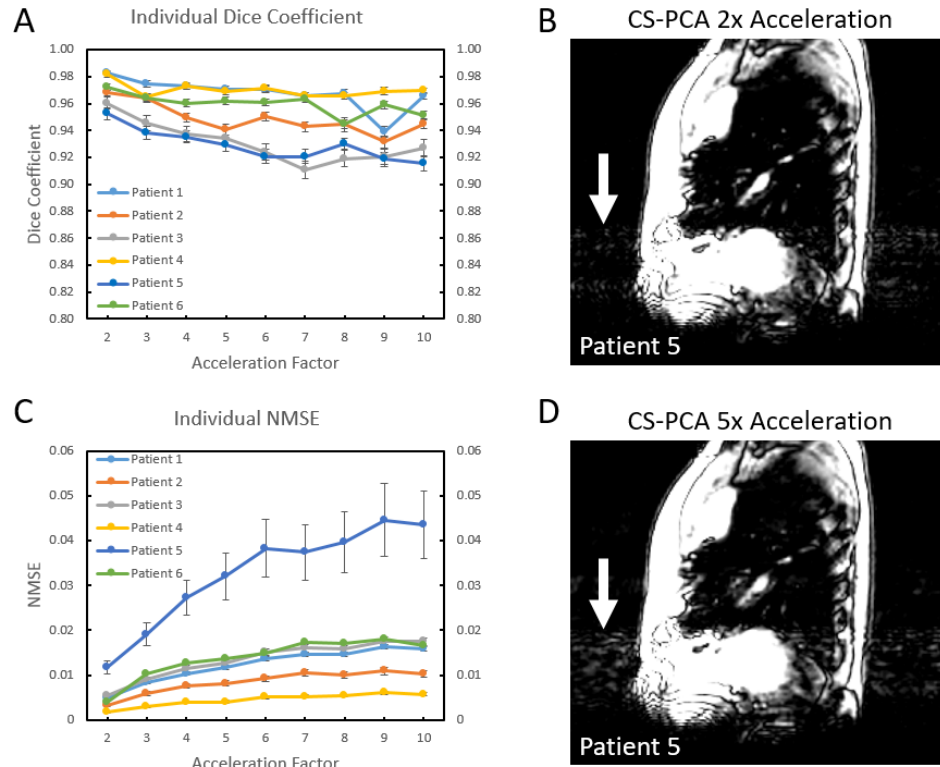 A
Individual Dice Coefficient
1.00
0.98
0.96
0.94
0.92
0.90
0.88
0.86
0.84
0.82
0.80
Dice Coefficient
1.00
0.98
0.96
0.94
0.92
0.90
0.88
0.86
0.84
0.82
0.80
Patient 1
Patient 2
Patient 3
Patient 4
Patient 5
Patient 6
2 3 4 5 6 7 8 9 10
Acceleration Factor
B
CS-PCA 2x Acceleration
Patient 5
C
Individual NMSE
0.06
0.05
0.04
0.03
0.02
0.01
0
NMSE
0.06
0.05
0.04
0.03
0.02
0.01
0
Patient 1
Patient 2
Patient 3
Patient 4
Patient 5
Patient 6
2 3 4 5 6 7 8 9 10
Acceleration Factor
D
CS-PCA 5x Acceleration
Patient 5